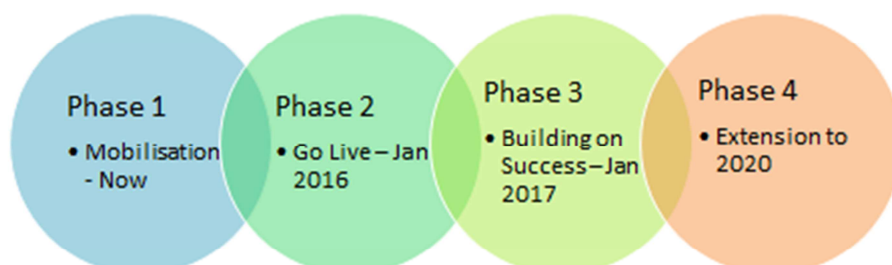 Phase 1
• Mobilisation
- Now
Phase 2
• Go Live – Jan
2016
Phase 3
• Building on
Success – Jan
2017
Phase 4
• Extension to
2020